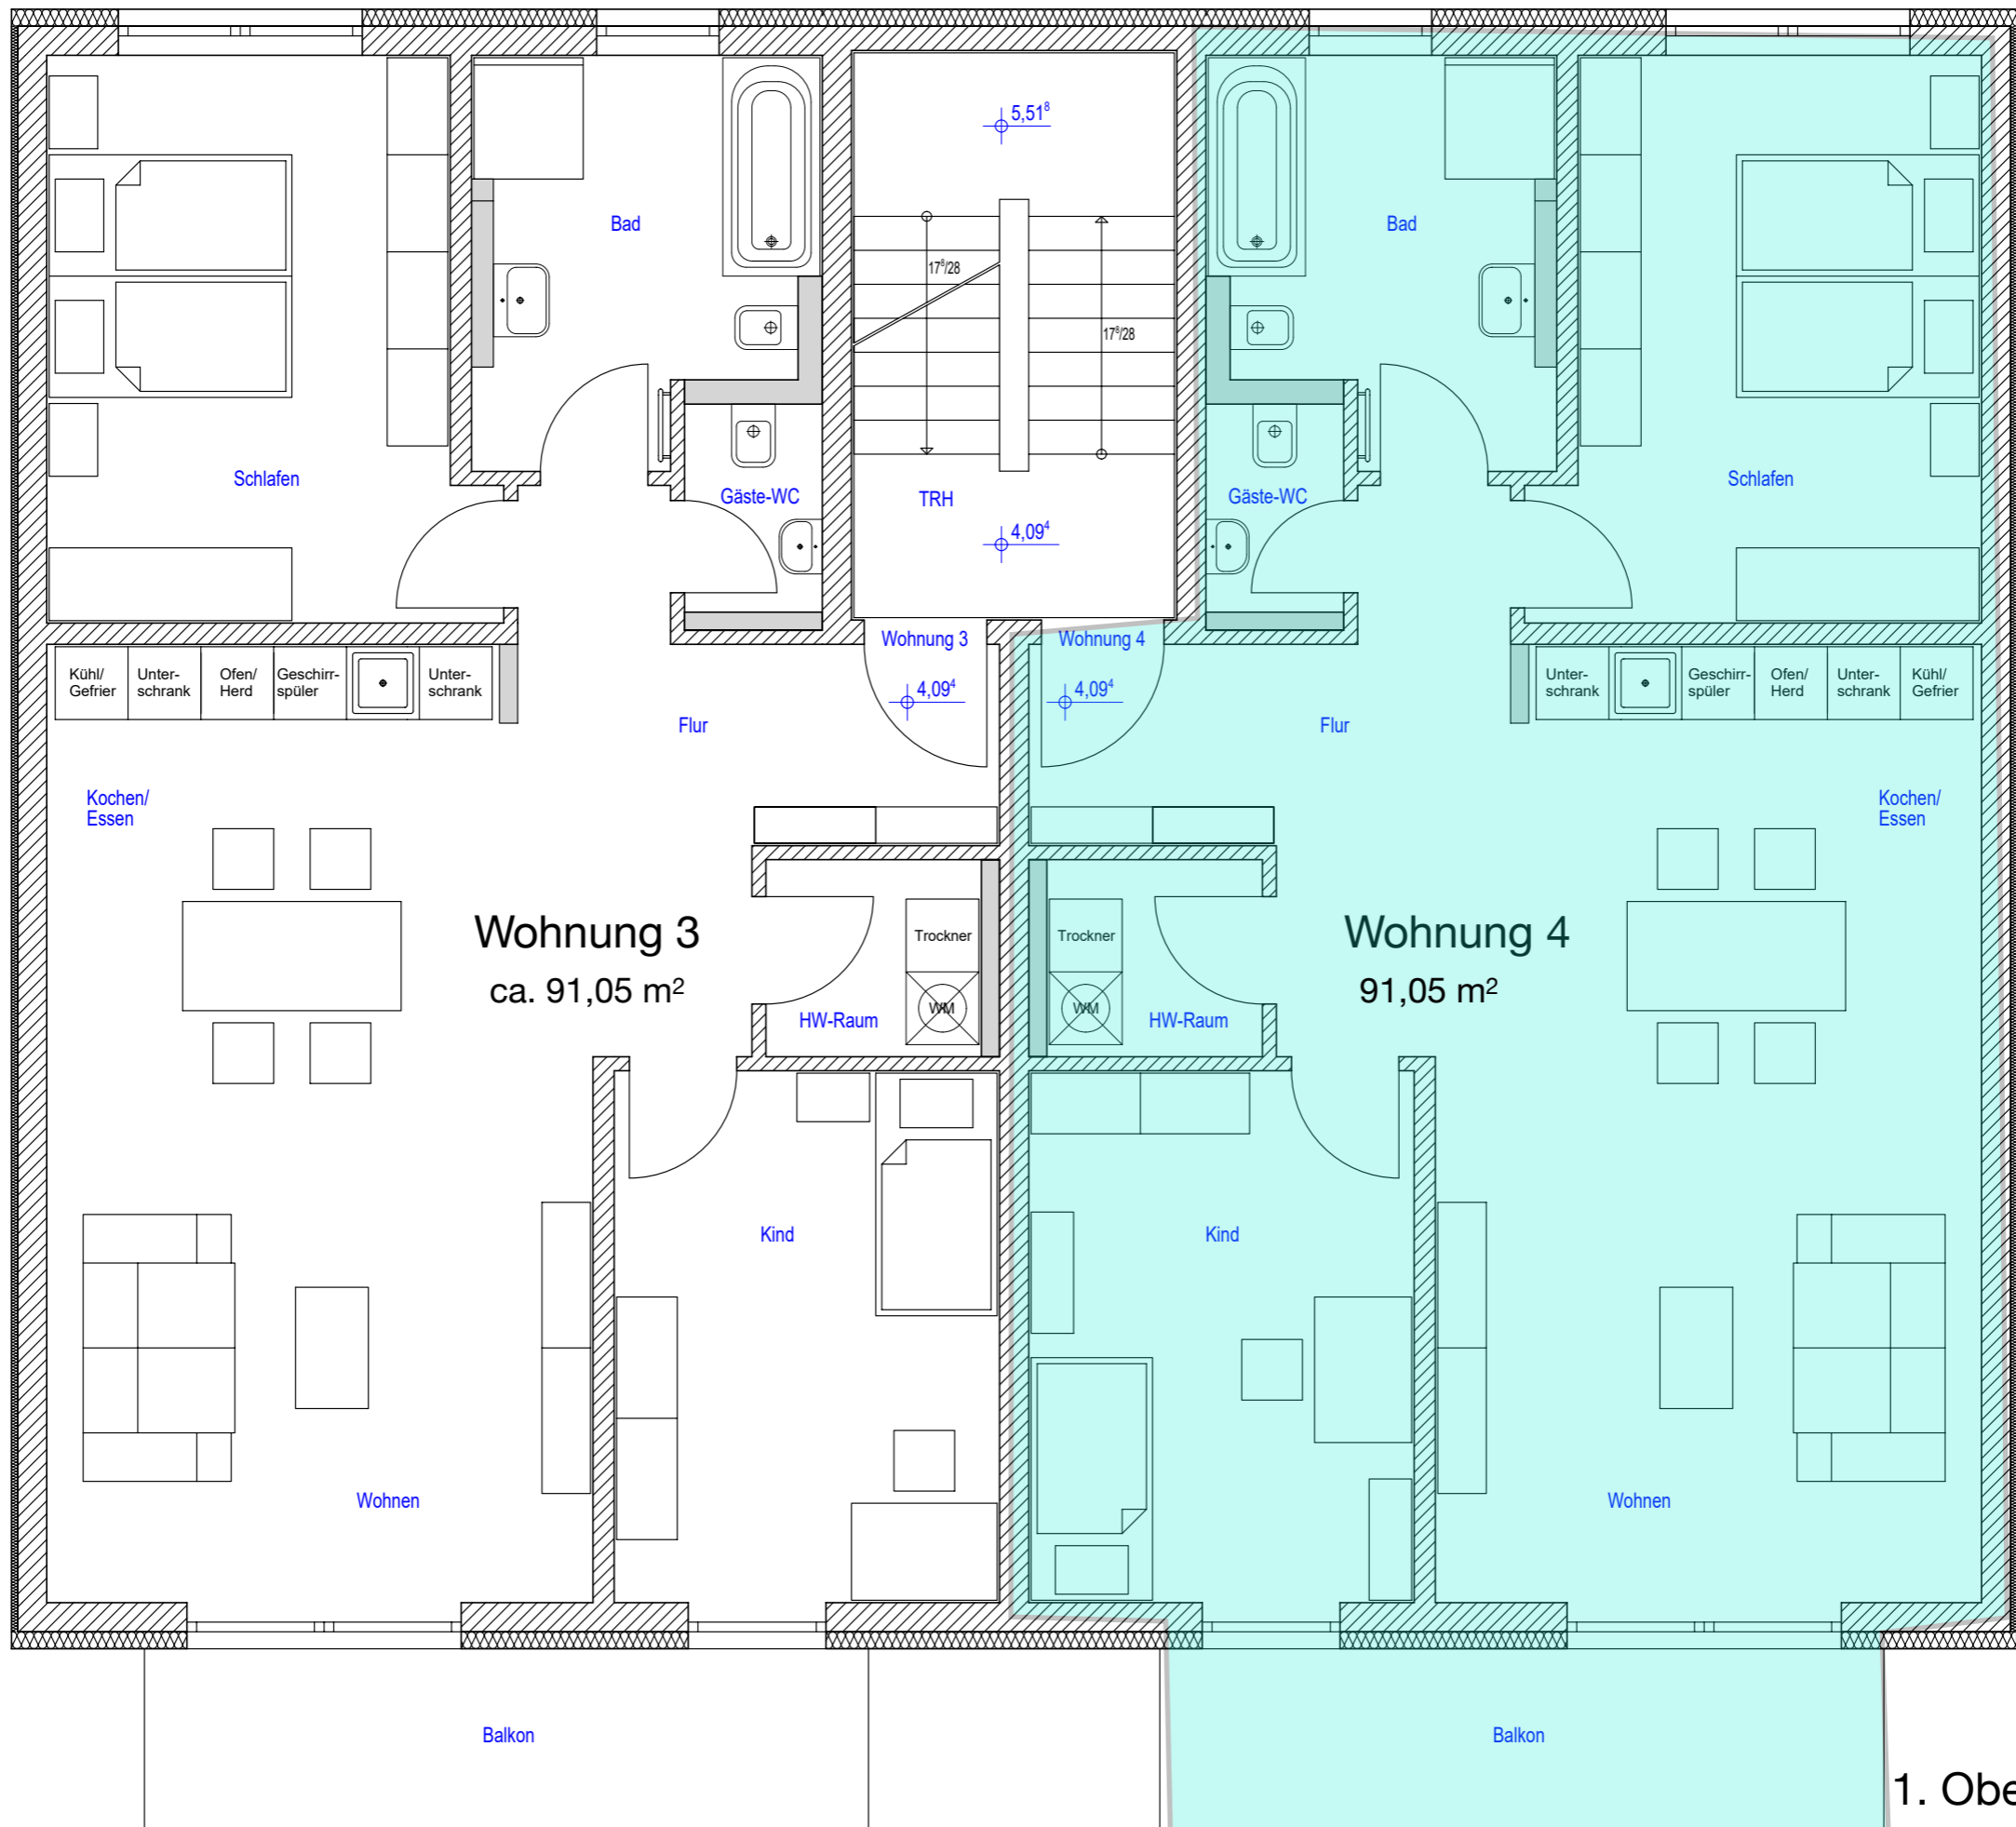 5,51⁸
Bad
Bad
17⁸/28
17⁸/28
Schlafen
Gäste-WC
TRH
Gäste-WC
Schlafen
4,09⁴
Wohnung 3
Wohnung 4
Kühl/
Gefrier
Unter-
schrank
Ofen/
Herd
Geschirr-
spüler
Unter-
schrank
4,09⁴
4,09⁴
Unter-
schrank
Geschirr-
spüler
Ofen/
Herd
Unter-
schrank
Kühl/
Gefrier
Flur
Flur
Kochen/
Essen
Kochen/
Essen
Wohnung 3
ca. 91,05 m²
Trockner
WM
HW-Raum
Trockner
WM
HW-Raum
Wohnung 4
91,05 m²
Kind
Kind
Wohnen
Wohnen
Balkon
Balkon
1. Obe